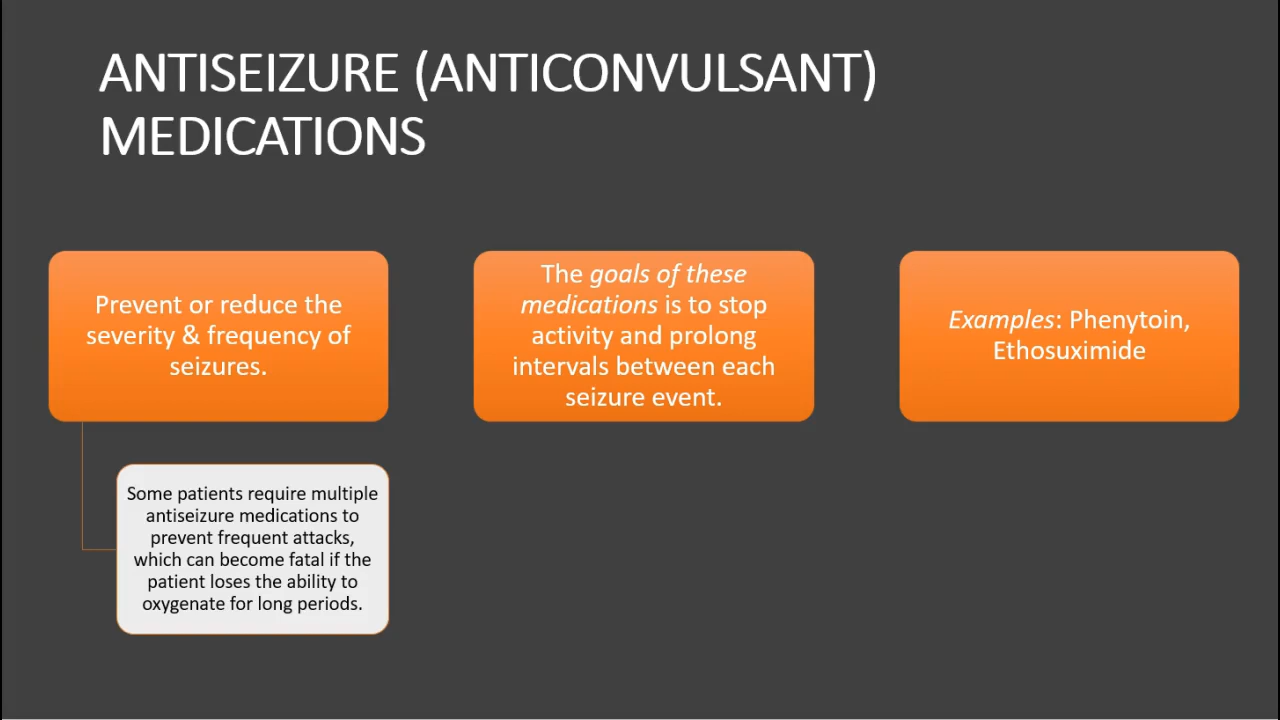 ANTISEIZURE (ANTICONVULSANT)
MEDICATIONS
Prevent or reduce the
severity & frequency of
seizures.
Some patients require multiple
antiseizure medications to
prevent frequent attacks,
which can become fatal if the
patient loses the ability to
oxygenate for long periods.
The goals of these
medications is to stop
activity and prolong
intervals between each
seizure event.
Examples: Phenytoin,
Ethosuximide